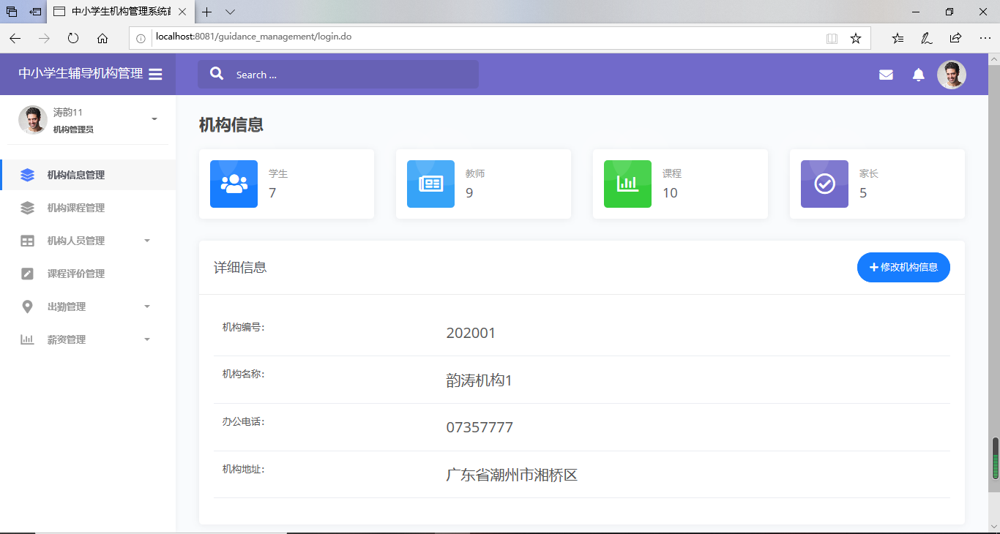 中小学生机构管理系统
localhost:8081/guidance_management/login.do
中小学生辅导机构管理
Search ...
涛韵11
机构管理员
机构信息管理
机构课程管理
机构人员管理
课程评价管理
出勤管理
薪资管理
机构信息
学生
7
教师
9
课程
10
家长
5
详细信息
修改机构信息
机构编号：
202001
机构名称：
韵涛机构1
办公电话：
07357777
机构地址：
广东省潮州市湘桥区